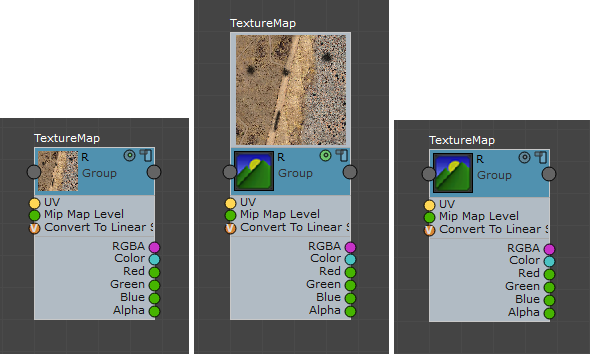 TextureMap
R
Group
UV
Mip Map Level
Convert To Linear S
RGBA
Color
Red
Green
Blue
Alpha
TextureMap
R
Group
UV
Mip Map Level
Convert To Linear S
RGBA
Color
Red
Green
Blue
Alpha
TextureMap
R
Group
UV
Mip Map Level
Convert To Linear S
RGBA
Color
Red
Green
Blue
Alpha